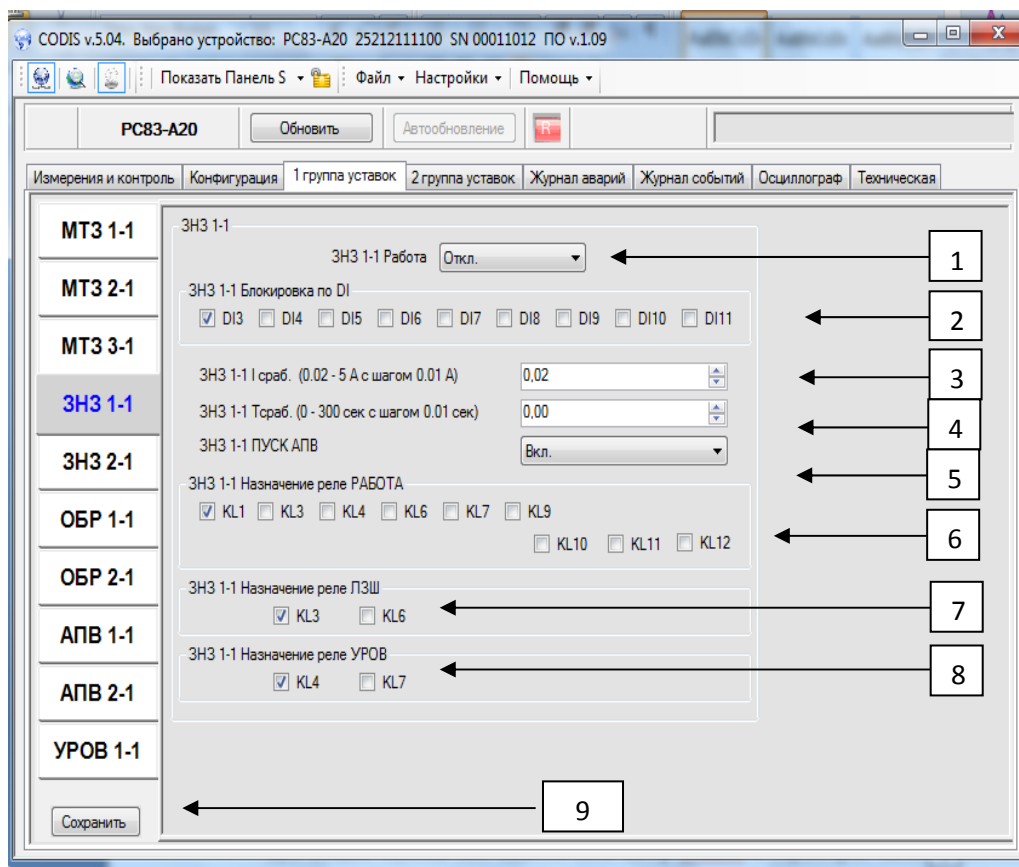 CODIS v.5.04. Выбрано устройство: РС83-А20 25212111100 SN 00011012 ПО v.1.09
Показать Панель S Файл Настройки Помощь
РС83-А20 Обновить Автообновление R
Измерения и контроль Конфигурация 1 группа уставок 2 группа уставок Журнал аварий Журнал событий Осциллограф Техническая
МТЗ 1-1
МТЗ 2-1
МТЗ 3-1
ЗНЗ 1-1
ЗНЗ 2-1
ОБР 1-1
ОБР 2-1
АПВ 1-1
АПВ 2-1
УРОВ 1-1
Сохранить
ЗНЗ 1-1
ЗНЗ 1-1 Работа Откл.
1
ЗНЗ 1-1 Блокировка по DI
DI3 DI4 DI5 DI6 DI7 DI8 DI9 DI10 DI11
2
ЗНЗ 1-1 I сраб. (0.02 - 5 А с шагом 0.01 А) 0,02
3
ЗНЗ 1-1 Тсраб. (0 - 300 сек с шагом 0.01 сек) 0,00
4
ЗНЗ 1-1 ПУСК АПВ Вкл.
5
ЗНЗ 1-1 Назначение реле РАБОТА
KL1 KL3 KL4 KL6 KL7 KL9
KL10 KL11 KL12
6
ЗНЗ 1-1 Назначение реле ЛЗШ
KL3 KL6
7
ЗНЗ 1-1 Назначение реле УРОВ
KL4 KL7
8
9